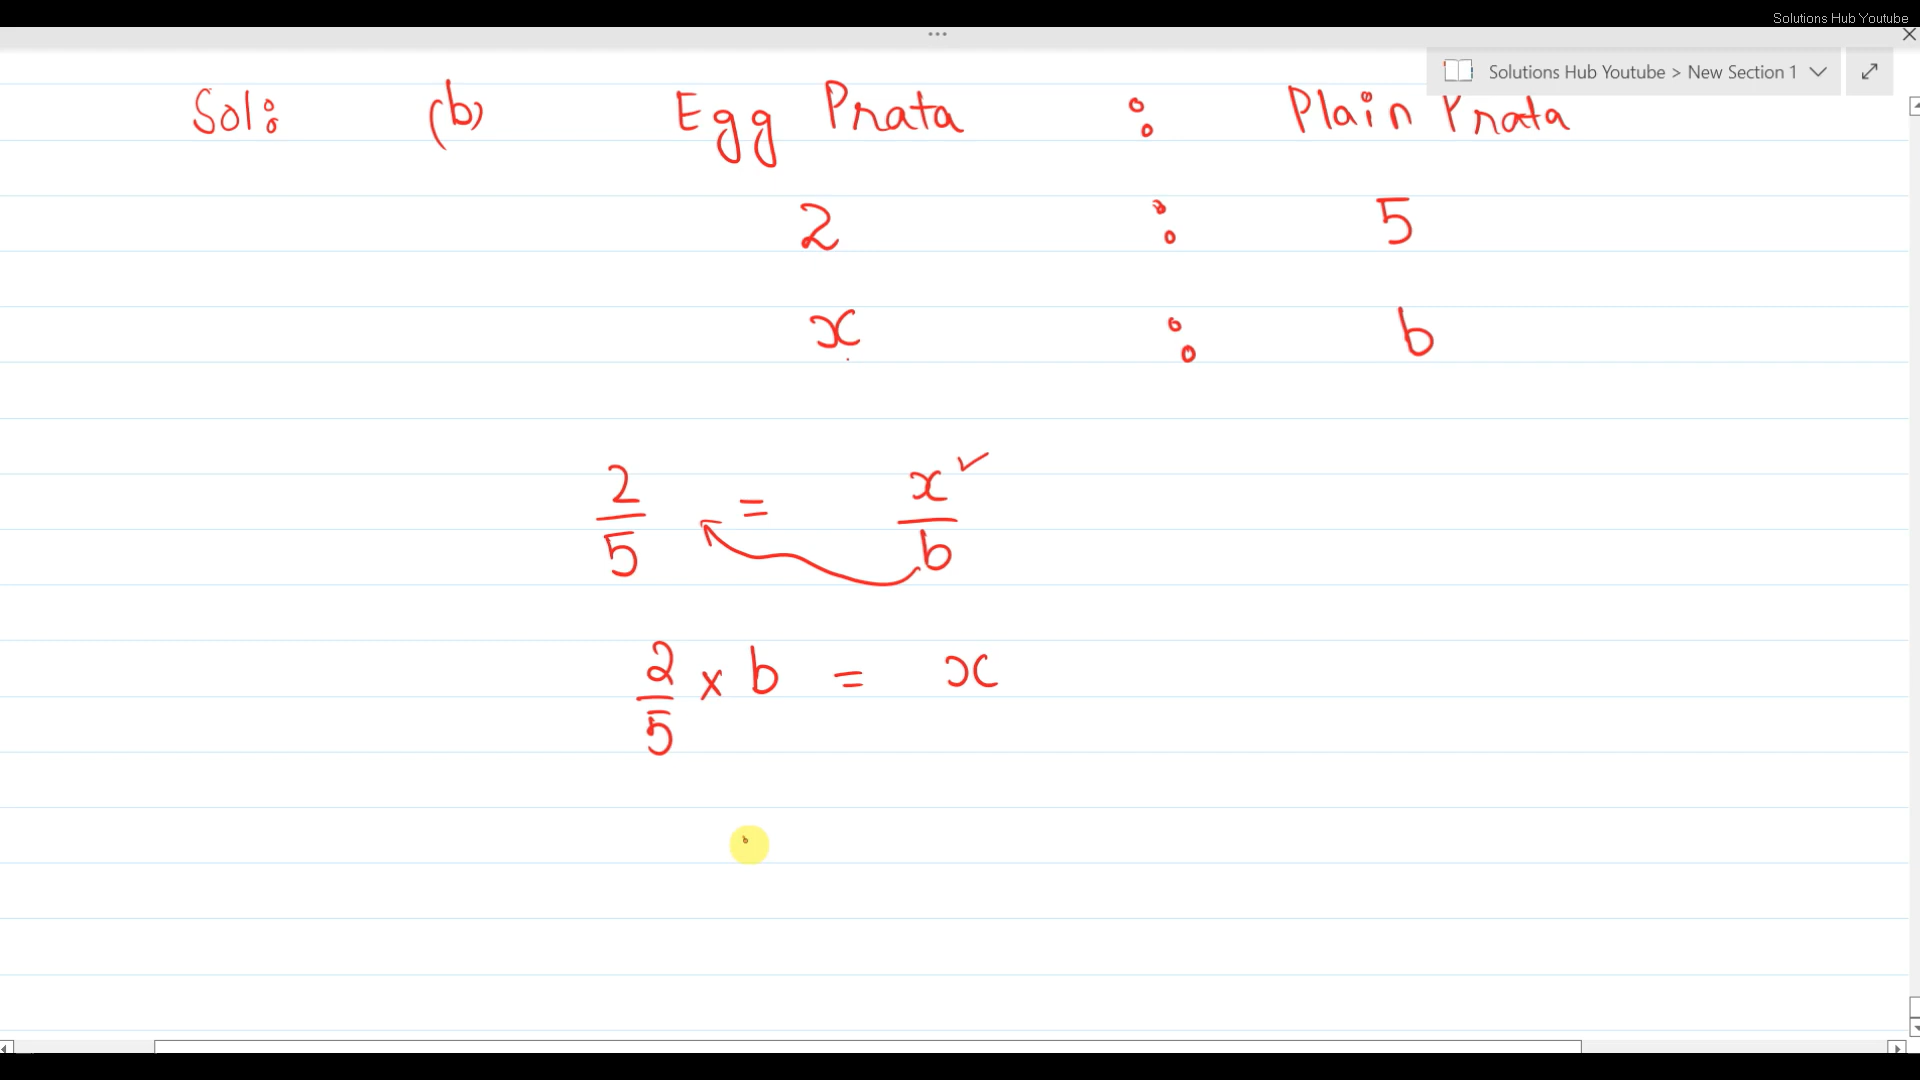 Solutions Hub Youtube
Solutions Hub Youtube > New Section 1
Sol: (b) Egg Prata : Plain Prata
2 : 5
x : b
2/5 = x/b
2/5 × b = x